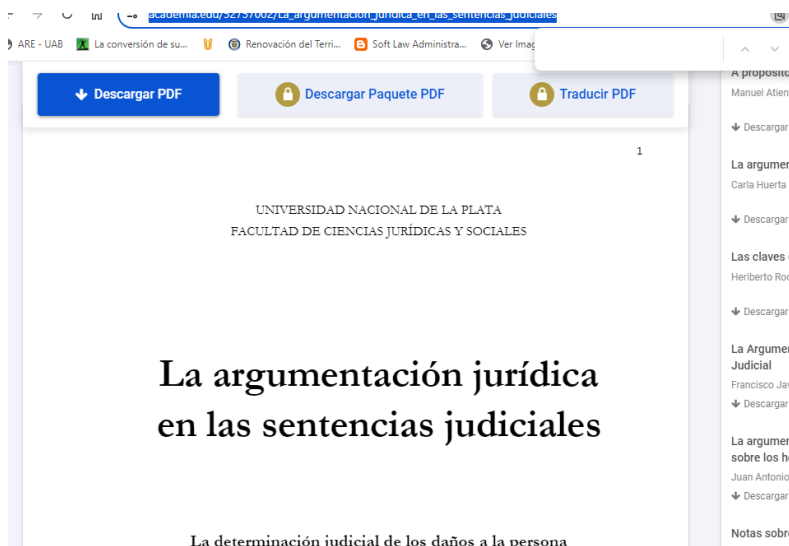 academia.edu/52757002/La_argumentación_jurídica_en_las_sentencias_judiciales
ARE - UAB La conversión de su... Renovación del Terri... Soft Law Administra... Ver Imag
Descargar PDF
Descargar Paquete PDF
Traducir PDF
1
UNIVERSIDAD NACIONAL DE LA PLATA
FACULTAD DE CIENCIAS JURÍDICAS Y SOCIALES
La argumentación jurídica
en las sentencias judiciales
La determinación judicial de los daños a la persona
A propósito
Manuel Atien
Descargar
La argumen
Carla Huerta
Descargar
Las claves
Heriberto Ro
Descargar
La Argumen
Judicial
Francisco Jav
Descargar
La argumen
sobre los h
Juan Antonio
Descargar
Notas sobre